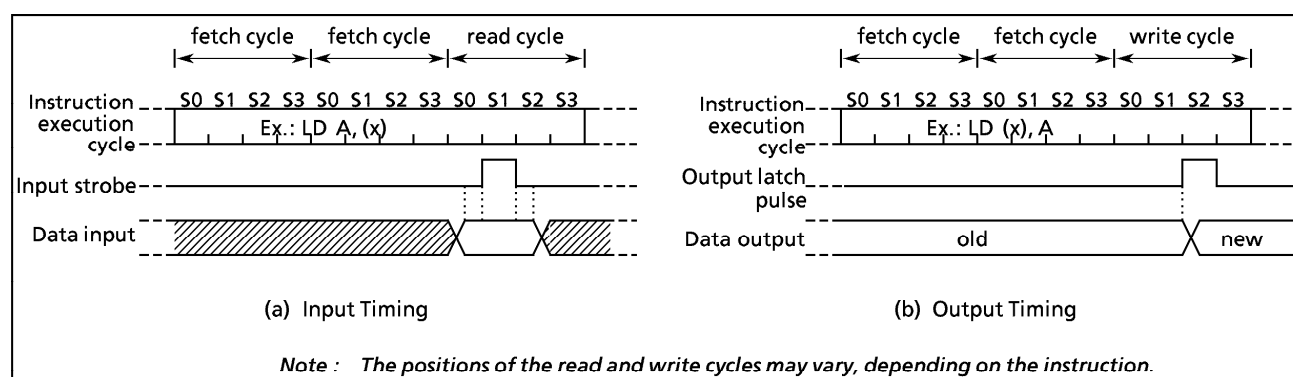 fetch cycle fetch cycle read cycle
S0 S1 S2 S3 S0 S1 S2 S3 S0 S1 S2 S3
Instruction
execution
cycle
Ex.: LD A, (x)
Input strobe
Data input
(a) Input Timing
fetch cycle fetch cycle write cycle
S0 S1 S2 S3 S0 S1 S2 S3 S0 S1 S2 S3
Instruction
execution
cycle
Ex.: LD (x), A
Output latch
pulse
Data output
old
new
(b) Output Timing
Note : The positions of the read and write cycles may vary, depending on the instruction.